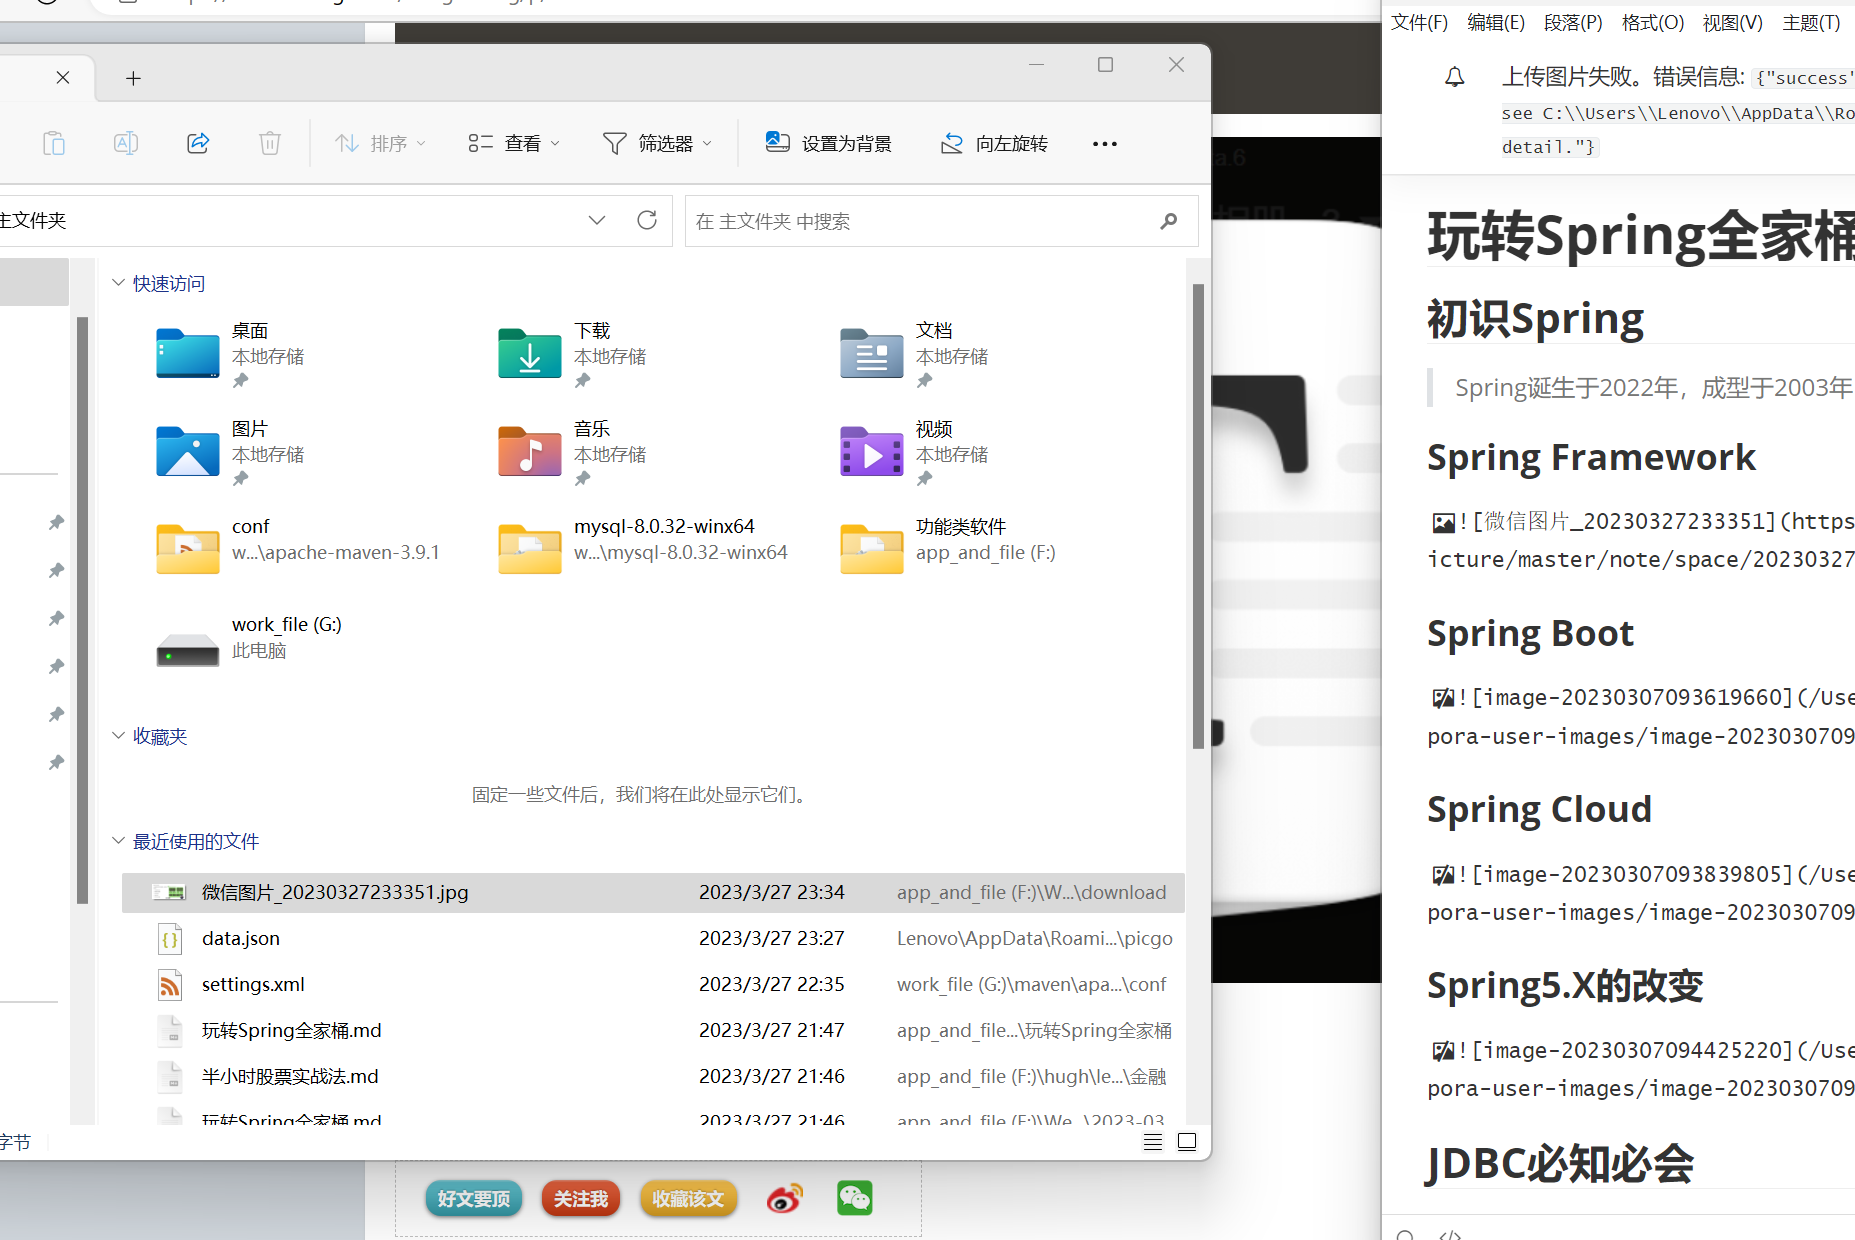 排序
查看
筛选器
设置为背景
向左旋转
主文件夹
在 主文件夹 中搜索
快速访问
桌面
本地存储
下载
本地存储
文档
本地存储
图片
本地存储
音乐
本地存储
视频
本地存储
conf
w...\apache-maven-3.9.1
mysql-8.0.32-winx64
w...\mysql-8.0.32-winx64
功能类软件
app_and_file (F:)
work_file (G:)
此电脑
收藏夹
固定一些文件后，我们将在此处显示它们。
最近使用的文件
微信图片_20230327233351.jpg 2023/3/27 23:34 app_and_file (F:)\W...\download
data.json 2023/3/27 23:27 Lenovo\AppData\Roami...\picgo
settings.xml 2023/3/27 22:35 work_file (G:)\maven\apa...\conf
玩转Spring全家桶.md 2023/3/27 21:47 app_and_file...\玩转Spring全家桶
半小时股票实战法.md 2023/3/27 21:46 app_and_file (F:)\hugh\le...\金融
玩转Spring全家桶.md 2023/3/27 21:46 app_and_file (F:)\We...\2023-03
字节
a.6
好文要顶 关注我 收藏该文
文件(F) 编辑(E) 段落(P) 格式(O) 视图(V) 主题(T)
上传图片失败。错误信息: {"success"
see C:\\Users\\Lenovo\\AppData\\Ro
detail."}
玩转Spring全家桶
初识Spring
Spring诞生于2022年，成型于2003年
Spring Framework
![微信图片_20230327233351](https
icture/master/note/space/20230327
Spring Boot
![image-20230307093619660](/Use
pora-user-images/image-2023030709
Spring Cloud
![image-20230307093839805](/Use
pora-user-images/image-2023030709
Spring5.X的改变
![image-20230307094425220](/Use
pora-user-images/image-2023030709
JDBC必知必会